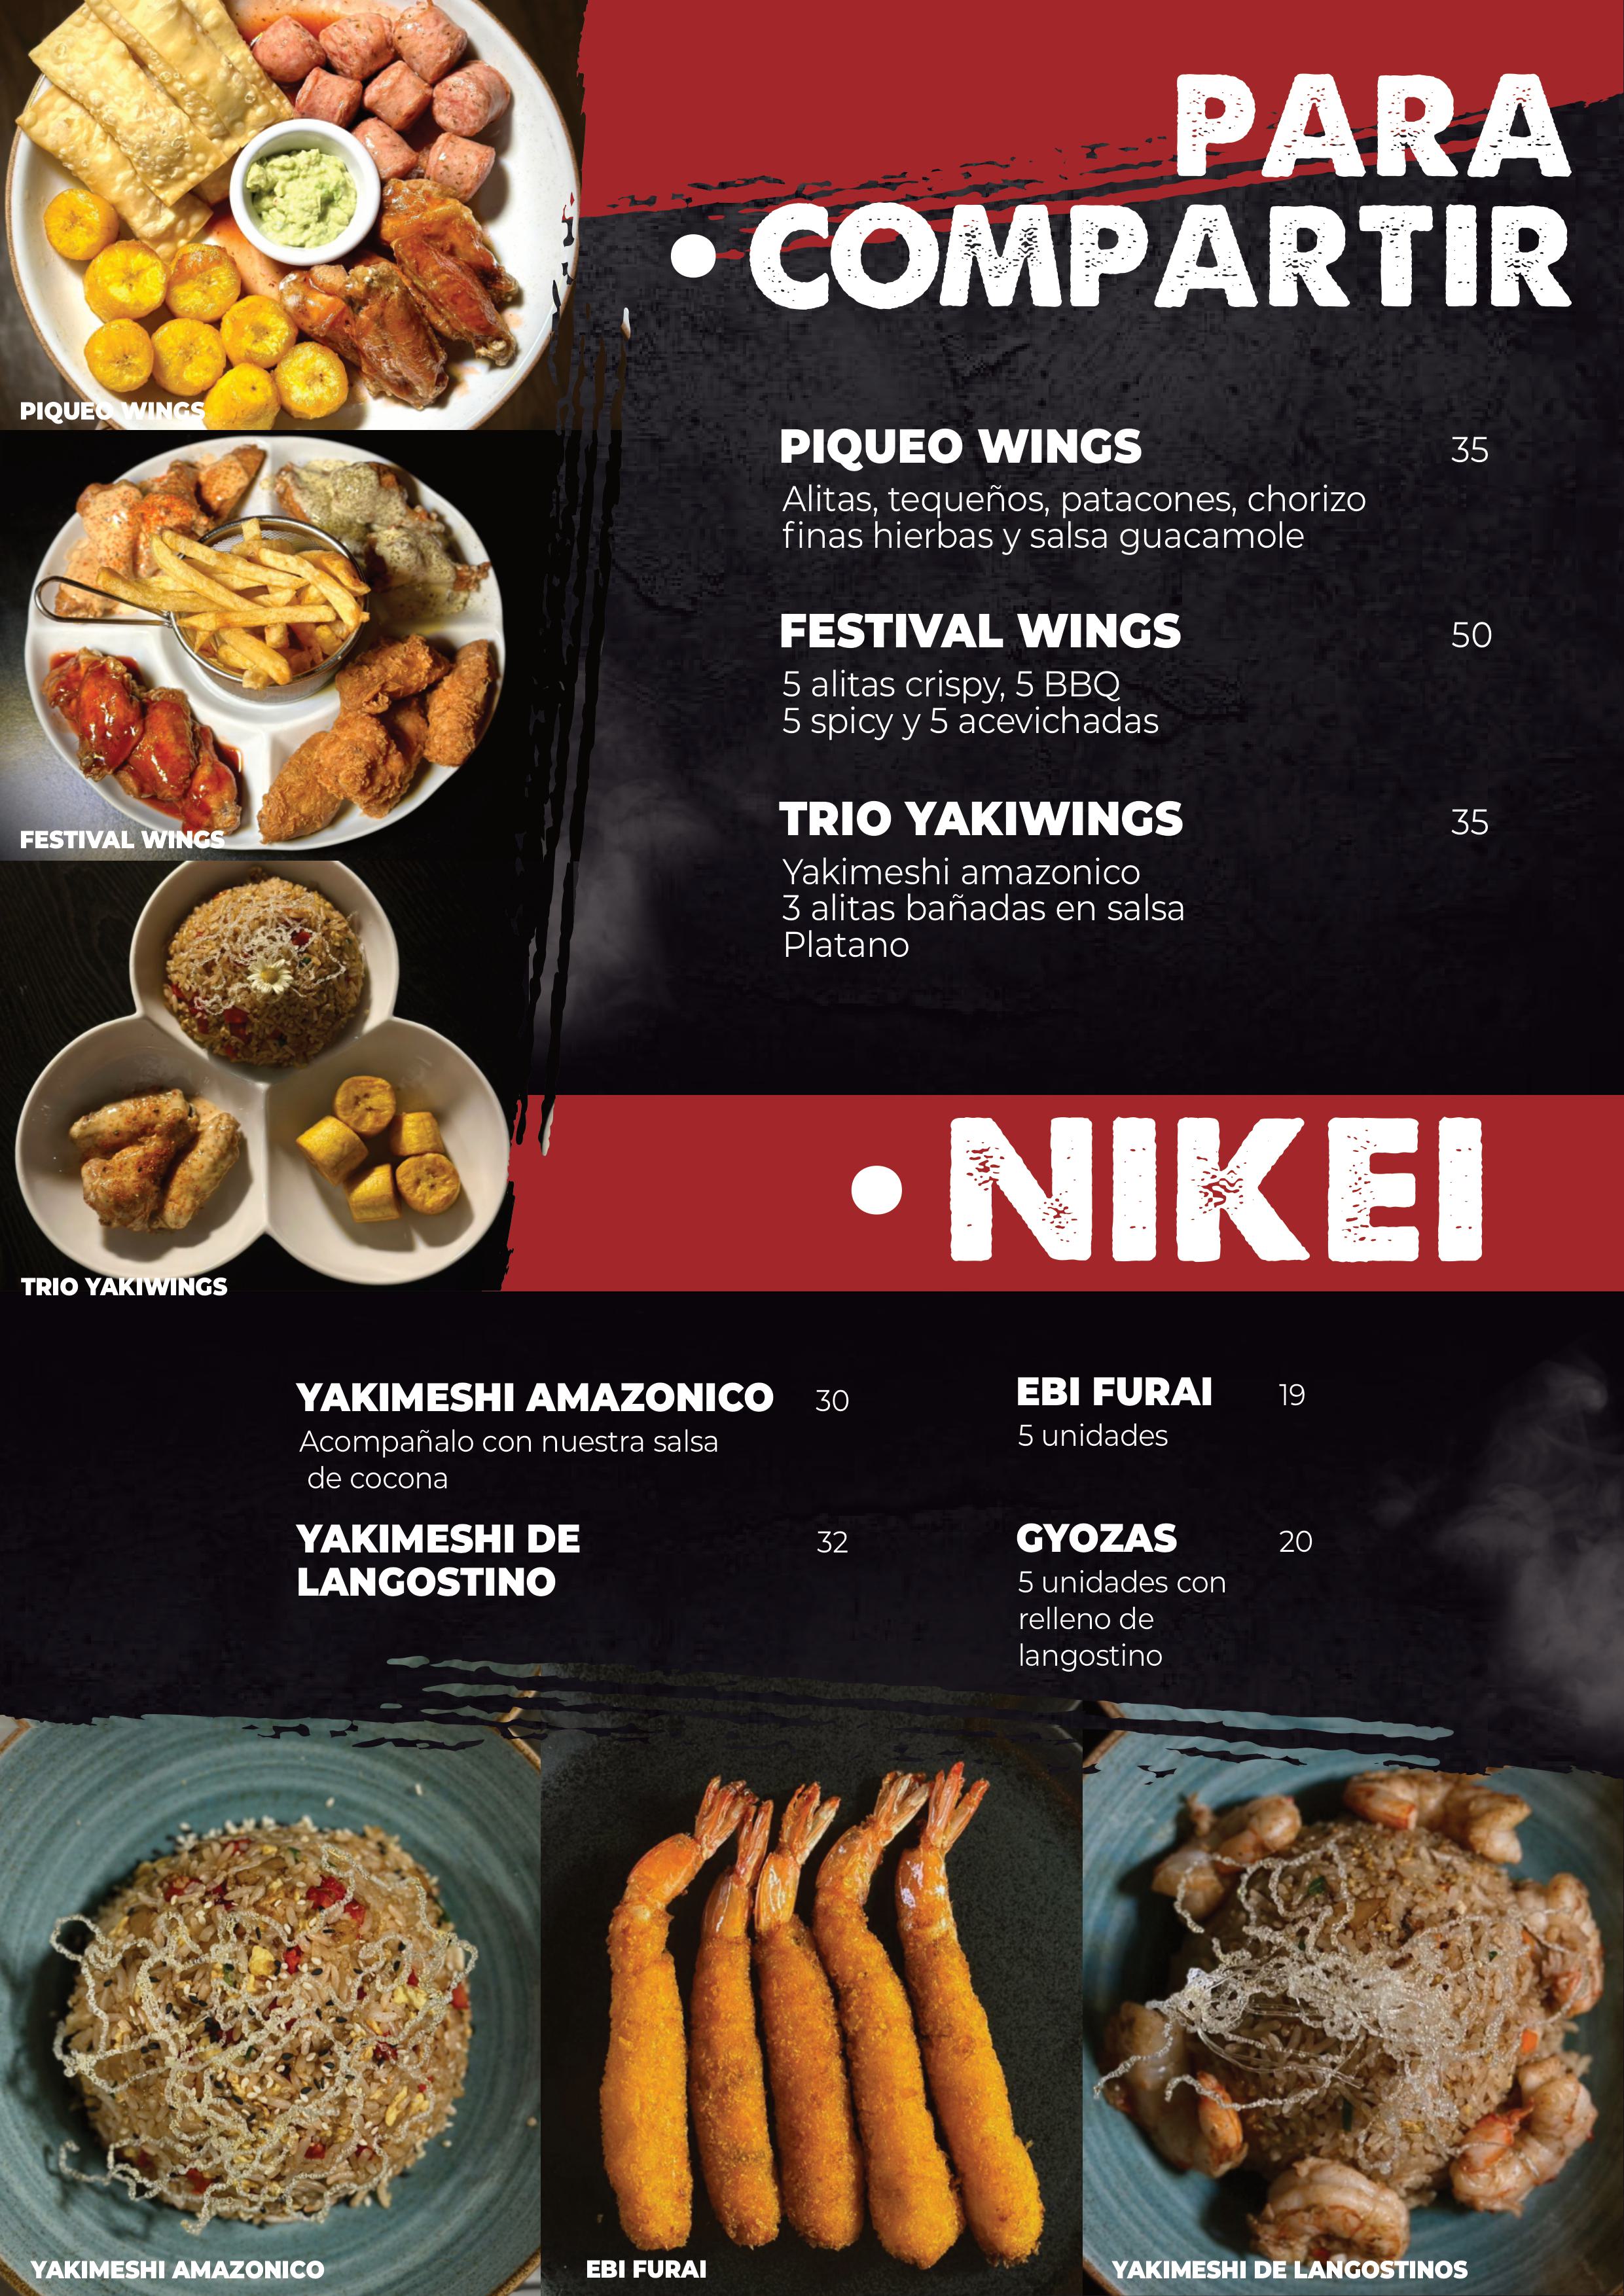 PARA
• COMPARTIR
PIQUEO WINGS
PIQUEO WINGS 35
Alitas, tequeños, patacones, chorizo
finas hierbas y salsa guacamole
FESTIVAL WINGS 50
5 alitas crispy, 5 BBQ
5 spicy y 5 acevichadas
FESTIVAL WINGS
TRIO YAKIWINGS 35
Yakimeshi amazonico
3 alitas bañadas en salsa
Platano
TRIO YAKIWINGS
• NIKEI
YAKIMESHI AMAZONICO 30
Acompañalo con nuestra salsa
de cocona
YAKIMESHI DE 32
LANGOSTINO
EBI FURAI 19
5 unidades
GYOZAS 20
5 unidades con
relleno de
langostino
YAKIMESHI AMAZONICO
EBI FURAI
YAKIMESHI DE LANGOSTINOS